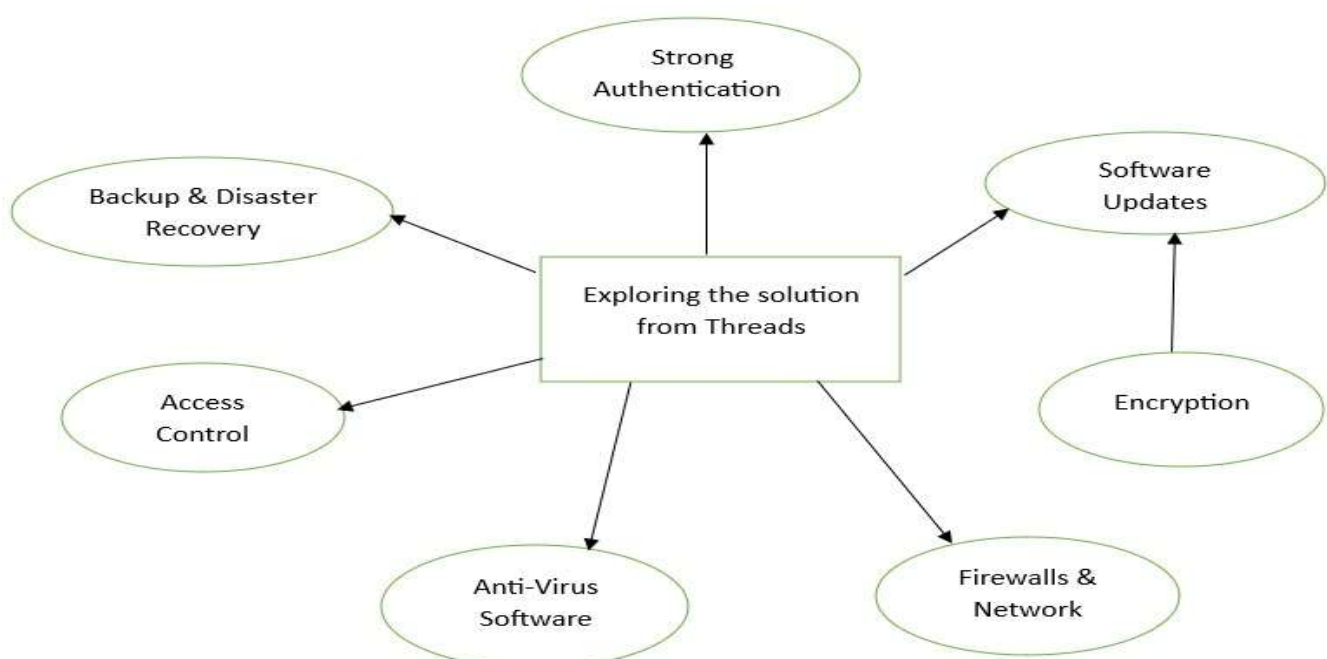 Strong
Authentication
Backup & Disaster
Recovery
Software
Updates
Exploring the solution
from Threads
Access
Control
Encryption
Anti-Virus
Software
Firewalls &
Network